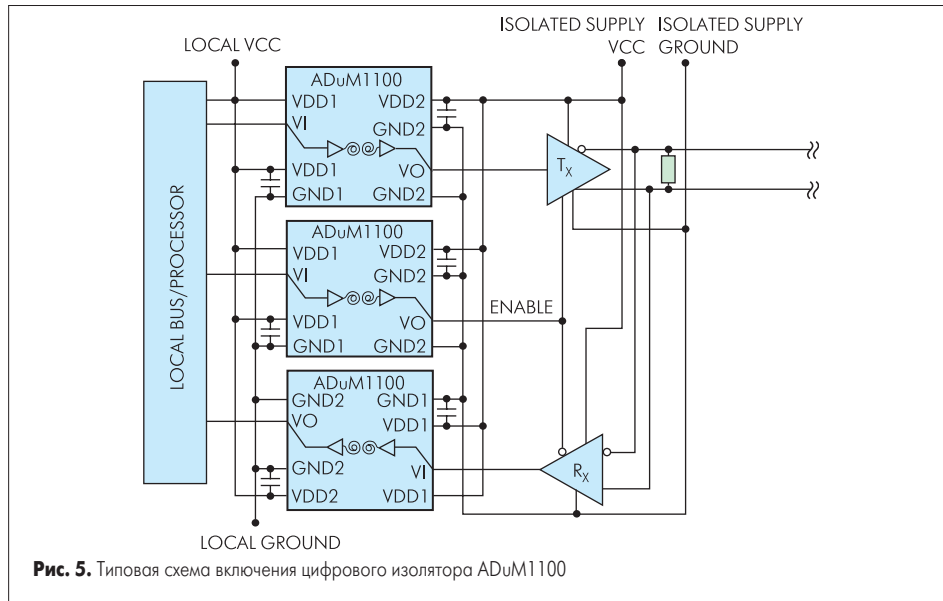 ISOLATED SUPPLY VCC
ISOLATED SUPPLY GROUND
LOCAL VCC
LOCAL BUS/PROCESSOR
ADuM1100
VDD1
VDD2
VI
GND2
VDD1
VO
GND1
GND2
TX
ADuM1100
VDD1
VDD2
VI
GND2
VDD1
VO
GND1
GND2
ENABLE
ADuM1100
GND2
GND1
VO
VDD1
GND2
VI
VDD2
VDD1
RX
LOCAL GROUND
Рис. 5. Типовая схема включения цифрового изолятора ADuM1100